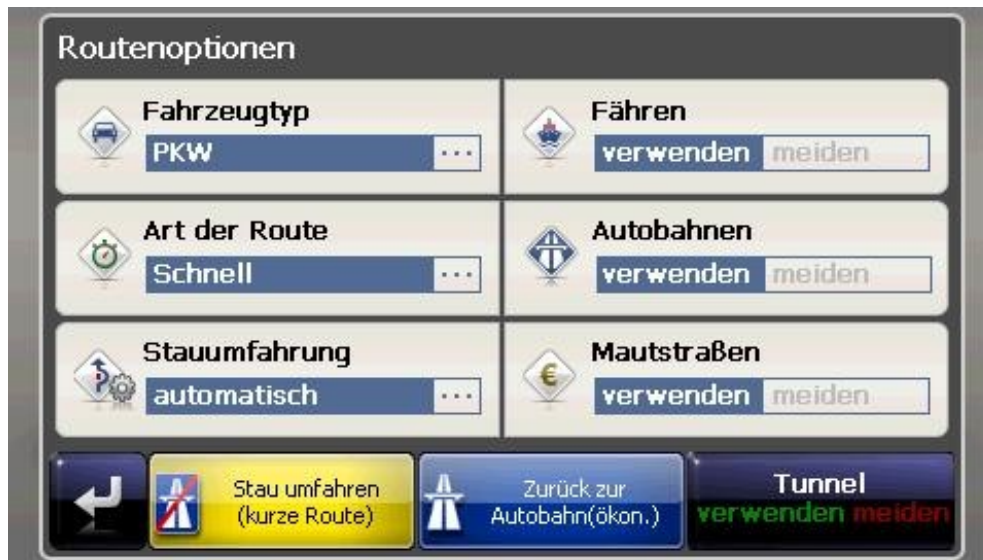 Routenoptionen
Fahrzeugtyp
PKW ...
Fähren
verwenden meiden
Art der Route
Schnell ...
Autobahnen
verwenden meiden
Stauumfahrung
automatisch ...
Mautstraßen
€
verwenden meiden
Stau umfahren
(kurze Route)
Zurück zur
Autobahn(ökon.)
Tunnel
verwenden meiden